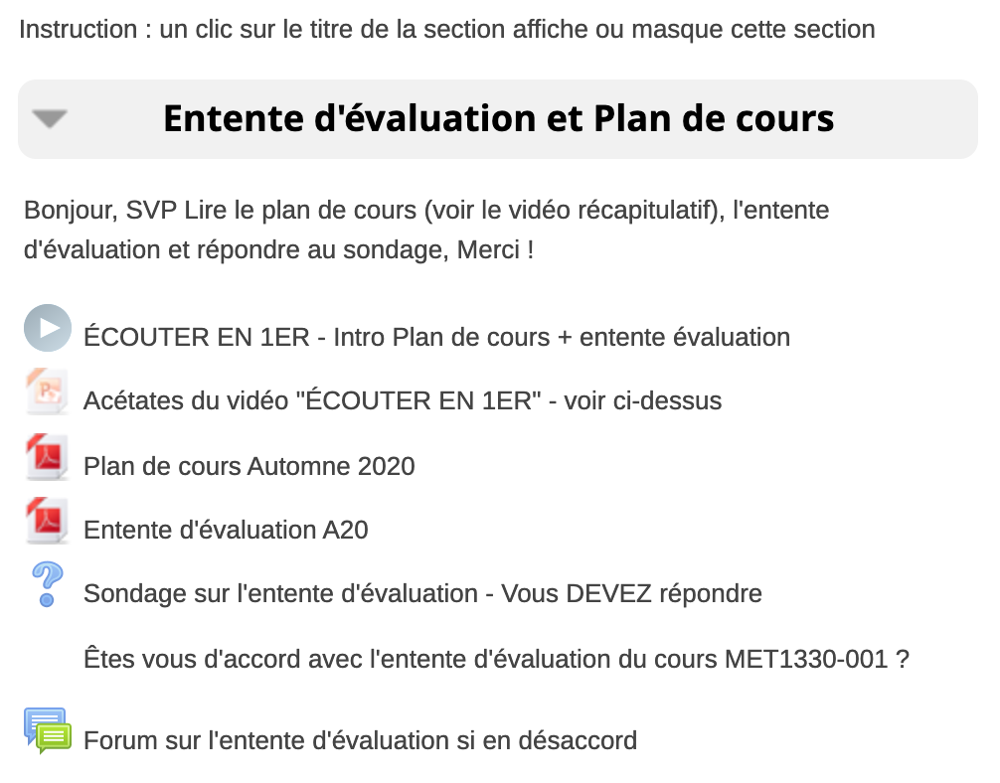 Instruction : un clic sur le titre de la section affiche ou masque cette section
Entente d'évaluation et Plan de cours
Bonjour, SVP Lire le plan de cours (voir le vidéo récapitulatif), l'entente
d'évaluation et répondre au sondage, Merci !
ÉCOUTER EN 1ER - Intro Plan de cours + entente évaluation
Acétates du vidéo "ÉCOUTER EN 1ER" - voir ci-dessus
Plan de cours Automne 2020
Entente d'évaluation A20
Sondage sur l'entente d'évaluation - Vous DEVEZ répondre
Êtes vous d'accord avec l'entente d'évaluation du cours MET1330-001 ?
Forum sur l'entente d'évaluation si en désaccord